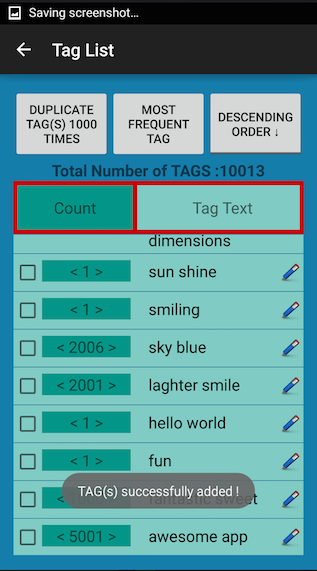 Saving screenshot...
Tag List
DUPLICATE
TAG(S) 1000
TIMES
MOST
FREQUENT
TAG
DESCENDING
ORDER ↓
Total Number of TAGS :10013
Count Tag Text
dimensions
< 1 > sun shine
< 1 > smiling
< 2006 > sky blue
< 2001 > laghter smile
< 1 > hello world
< 1 > fun
TAG(s) successfully added !
sweet
< 5001 > awesome app